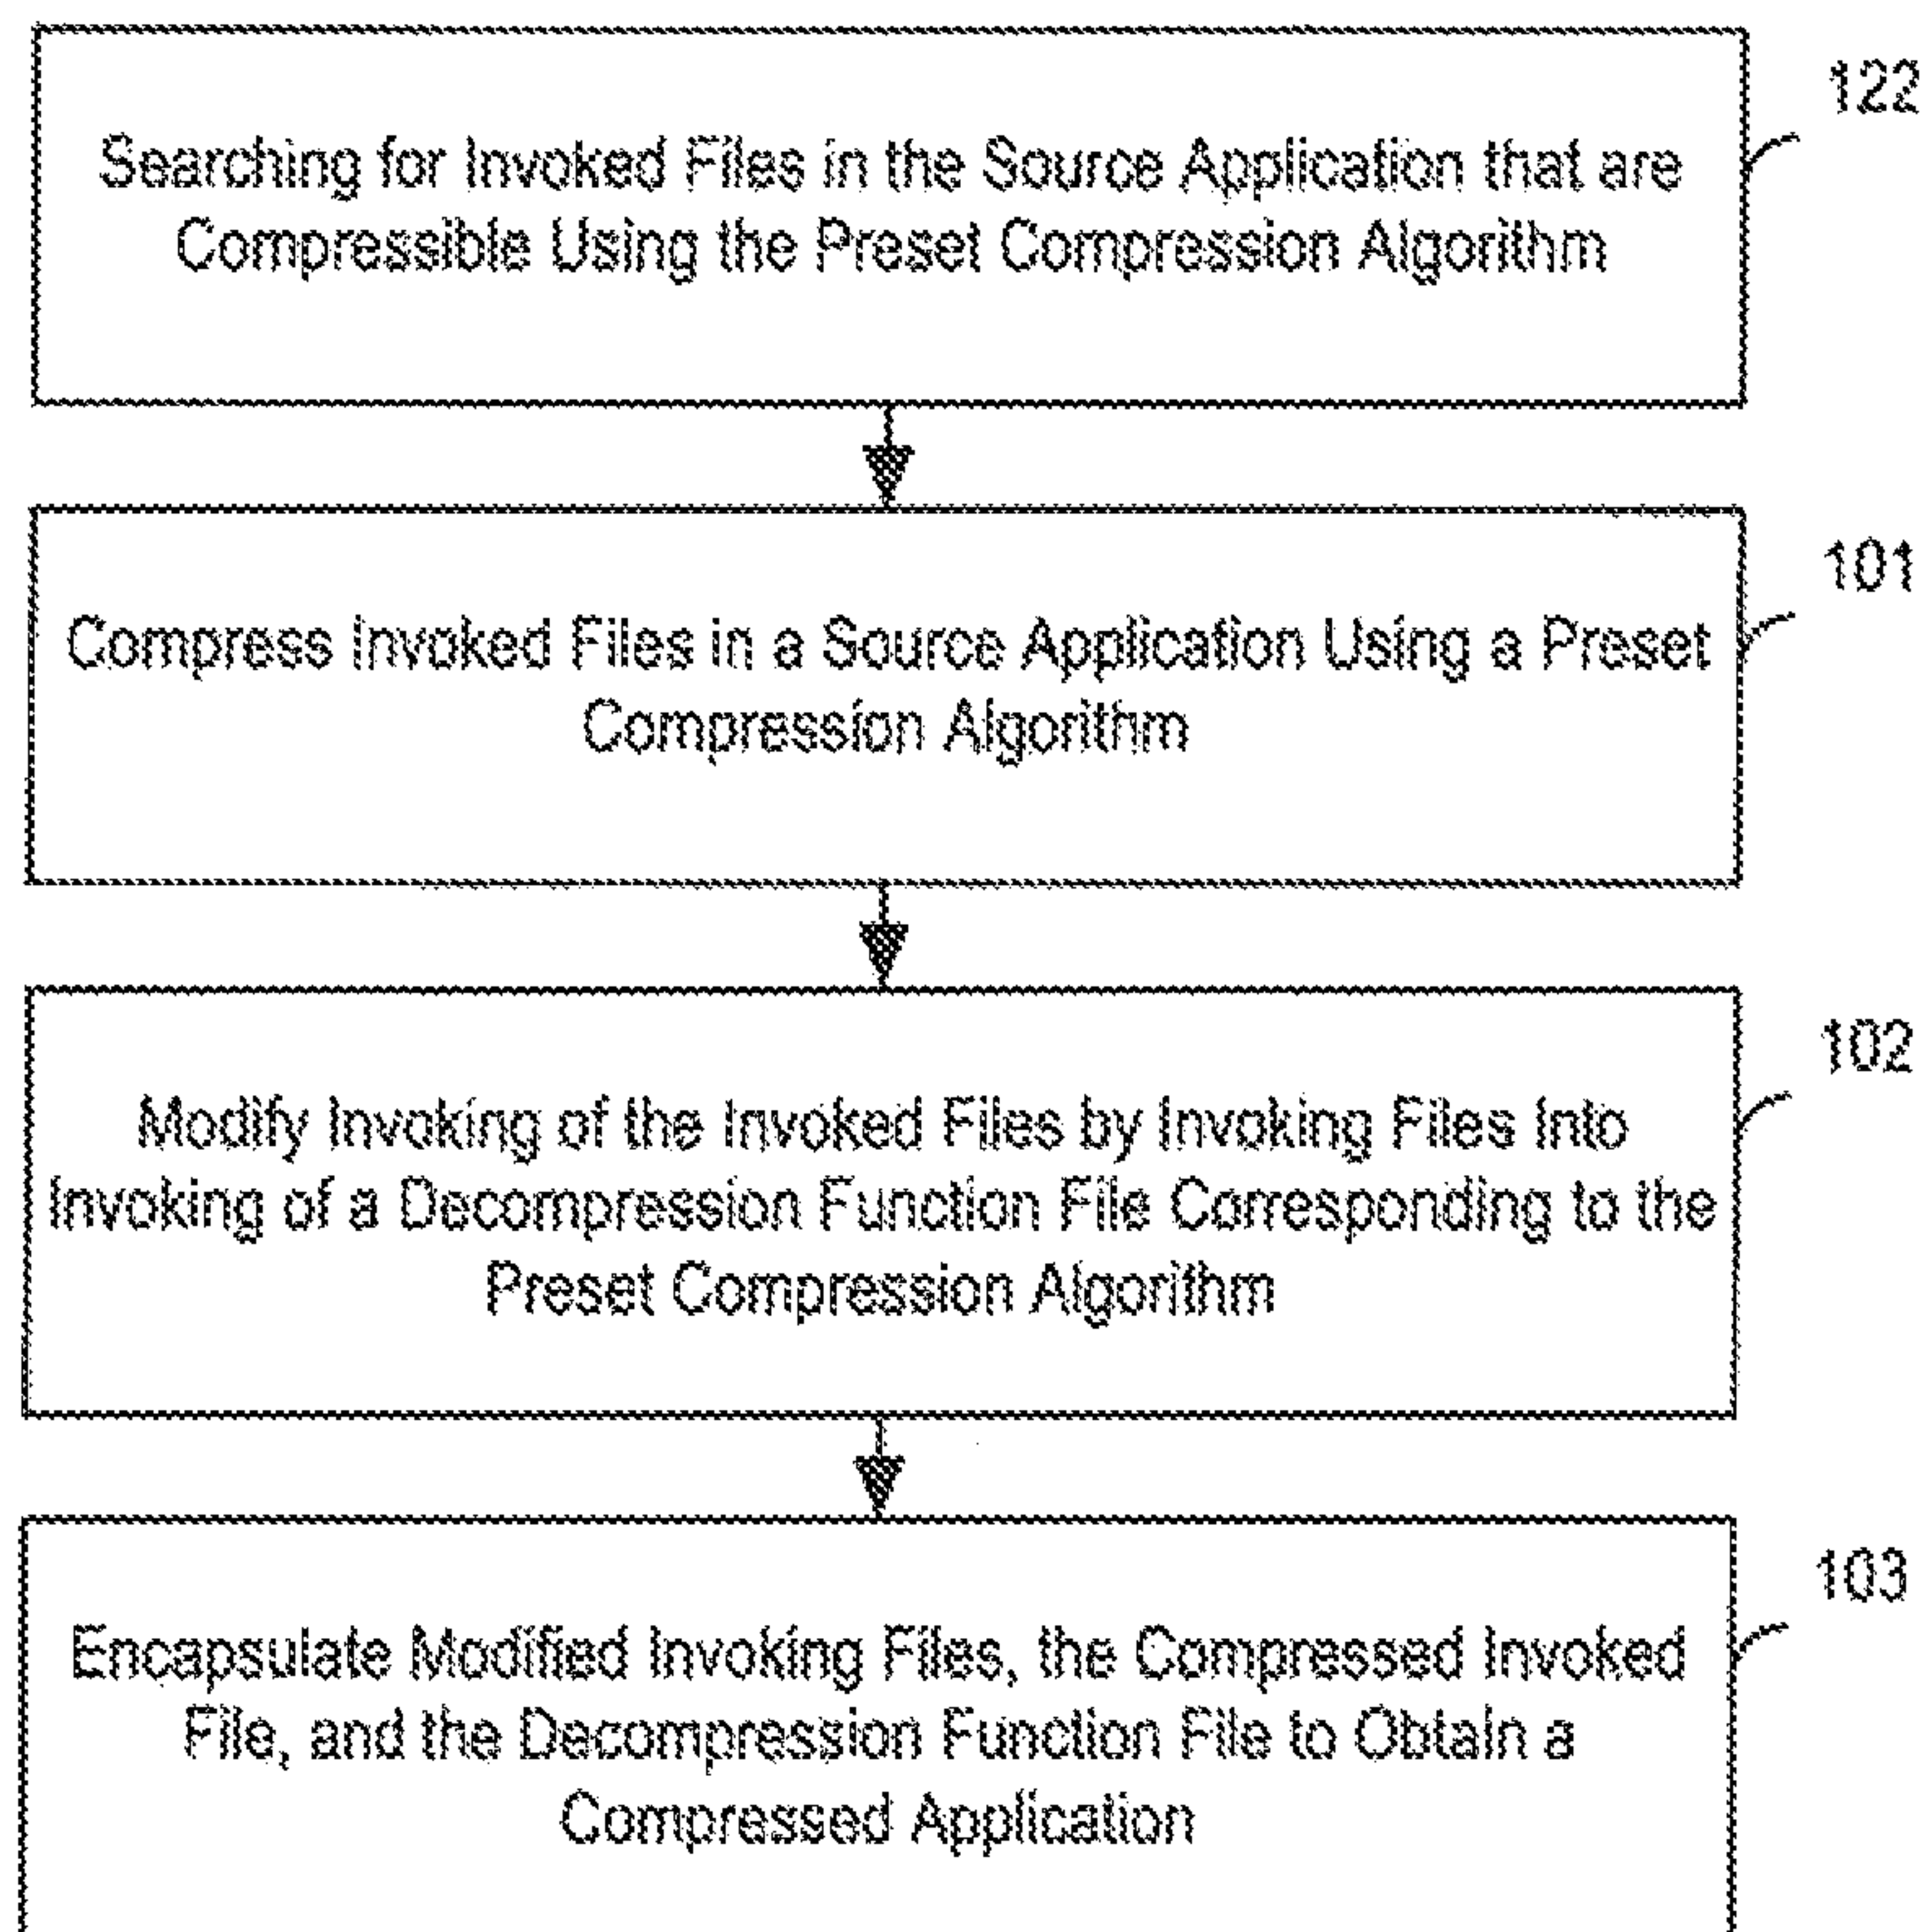 122
Searching for Invoked Files in the Source Application that are
Compressible Using the Preset Compression Algorithm
101
Compress Invoked Files in a Source Application Using a Preset
Compression Algorithm
102
Modify Invoking of the Invoked Files by Invoking Files Into
Invoking of a Decompression Function File Corresponding to the
Preset Compression Algorithm
103
Encapsulate Modified Invoking Files, the Compressed Invoked
File, and the Decompression Function File to Obtain a
Compressed Application